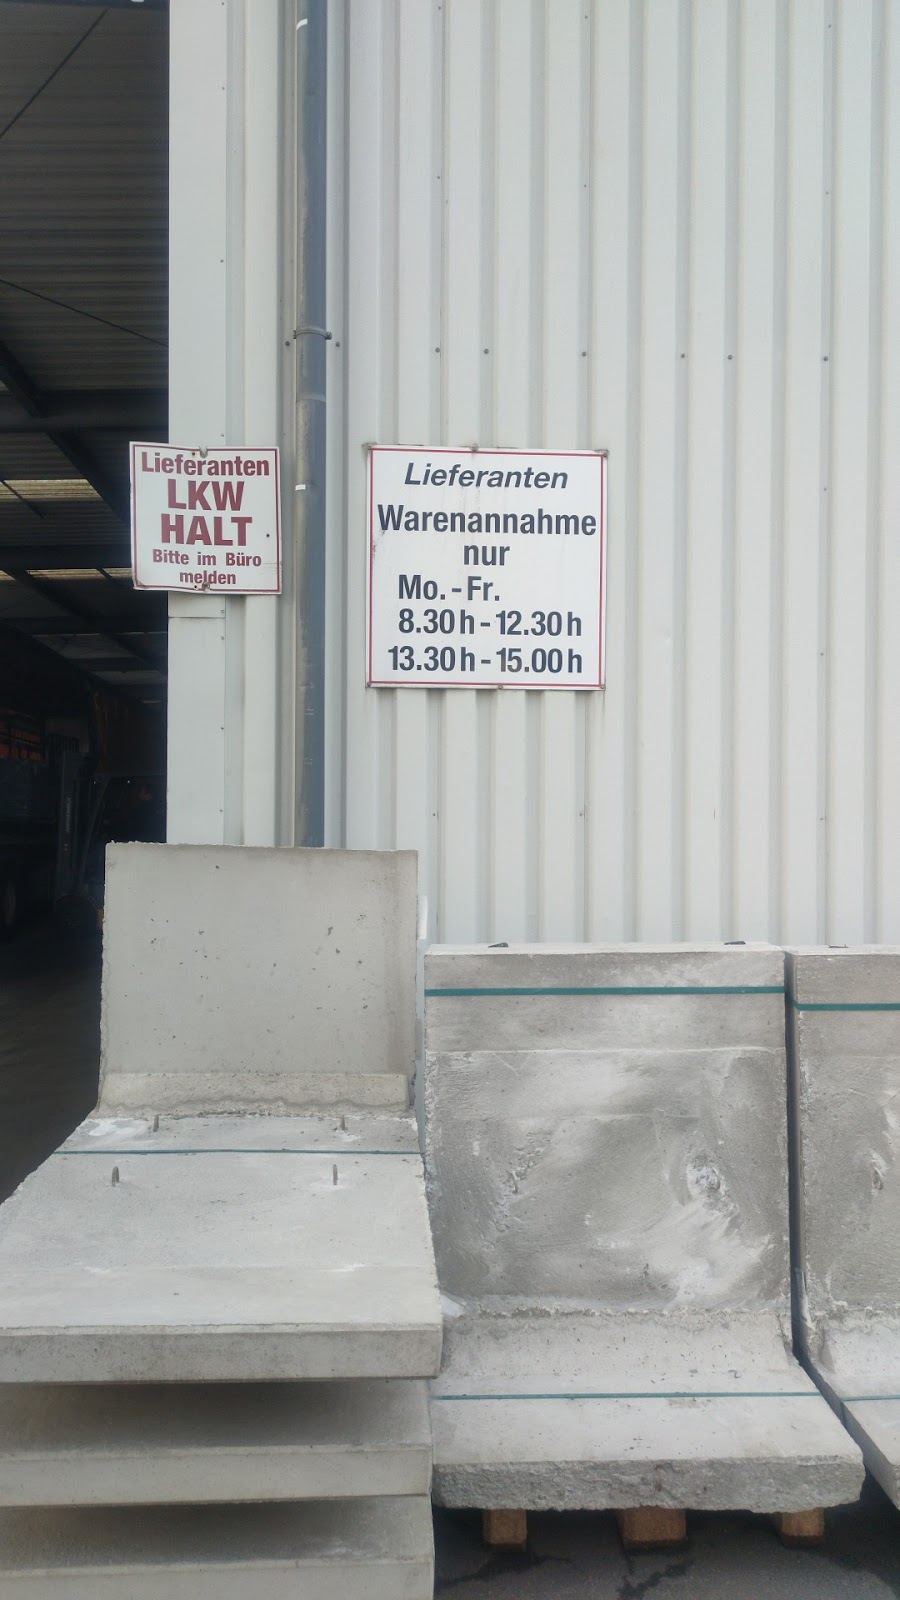 Lieferanten
LKW
HALT
Bitte im Büro
melden
Lieferanten
Warenannahme
nur
Mo. - Fr.
8.30 h - 12.30 h
13.30 h - 15.00 h